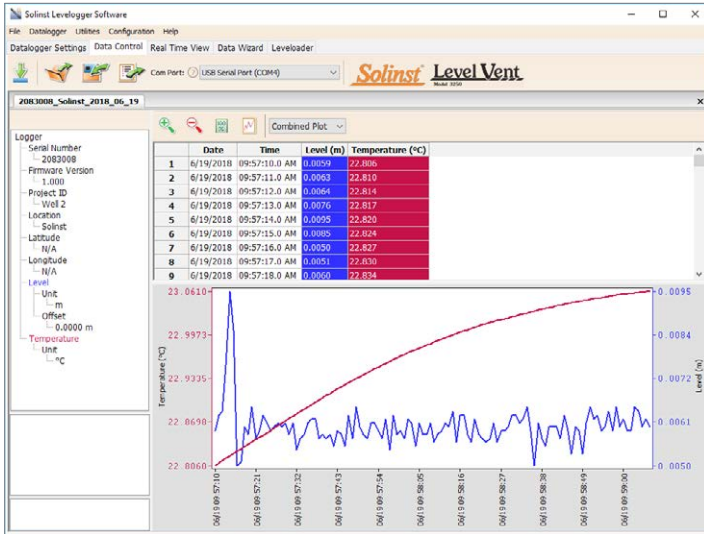 Solinst Levelogger Software
File Datalogger Utilities Configuration Help
Datalogger Settings Data Control Real Time View Data Wizard Leveloader
Com Port: USB Serial Port (COM4)
Solinst Level Vent
Model 3250
2083008_Solinst_2018_06_19
Combined Plot
Logger
Serial Number
2083008
Firmware Version
1.000
Project ID
Well 2
Location
Solinst
Latitude
N/A
Longitude
N/A
Level
Unit
m
Offset
0.0000 m
Temperature
Unit
°C
Date Time Level (m) Temperature (°C)
1 6/19/2018 09:57:10.0 AM 0.0059 22.806
2 6/19/2018 09:57:11.0 AM 0.0063 22.810
3 6/19/2018 09:57:12.0 AM 0.0064 22.814
4 6/19/2018 09:57:13.0 AM 0.0076 22.817
5 6/19/2018 09:57:14.0 AM 0.0095 22.820
6 6/19/2018 09:57:15.0 AM 0.0085 22.824
7 6/19/2018 09:57:16.0 AM 0.0050 22.827
8 6/19/2018 09:57:17.0 AM 0.0051 22.830
9 6/19/2018 09:57:18.0 AM 0.0060 22.834
23.0610
22.9973
22.9335
22.8690
22.8060
Temperature (°C)
0.0095
0.0084
0.0072
0.0061
0.0050
Level (m)
06/19 09:57:10
06/19 09:57:21
06/19 09:57:32
06/19 09:57:43
06/19 09:57:54
06/19 09:58:05
06/19 09:58:16
06/19 09:58:27
06/19 09:58:38
06/19 09:58:49
06/19 09:59:00